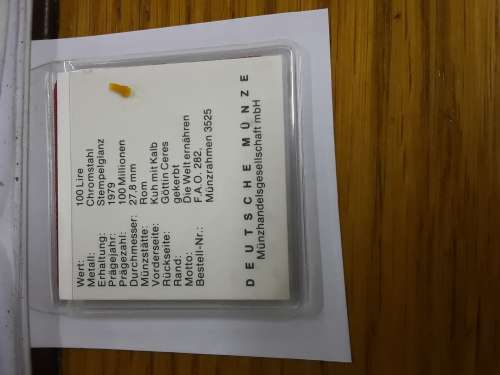 Wert: 100 Lire
Metall: Chromstahl
Erhaltung: Stempelglanz
Prägejahr: 1979
Prägezahl: 100 Millionen
Durchmesser: 27,8 mm
Münzstätte: Rom
Vorderseite: Kuh mit Kalb
Rückseite: Göttin Ceres
Rand: gekerbt
Motto: Die Welt ernähren
Bestell-Nr.: F.A.O. 282,
Münzrahmen 3525
DEUTSCHE MÜNZE
Münzhandelsgesellschaft mbH